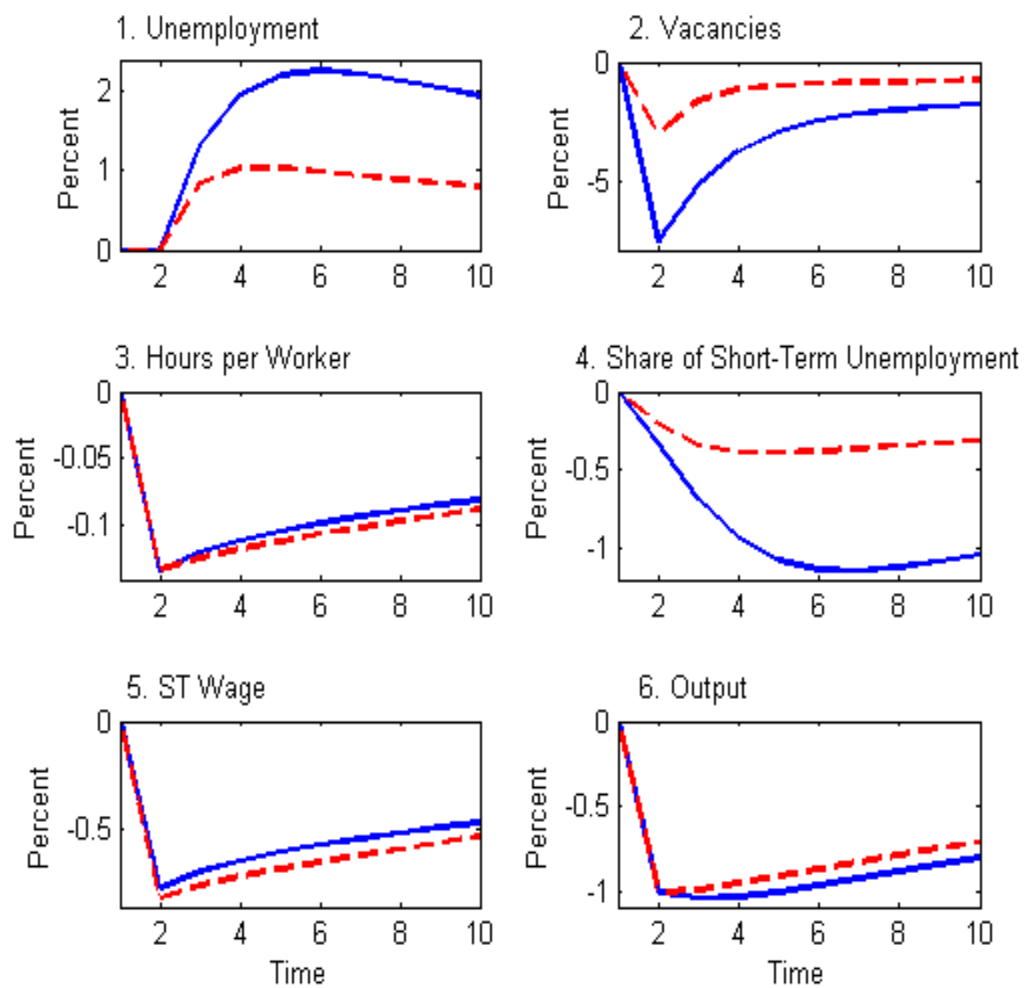 1. Unemployment
2. Vacancies
Percent
2
1
0
2 4 6 8 10
Percent
0
-5
2 4 6 8 10
3. Hours per Worker
4. Share of Short-Term Unemployment
Percent
0
-0.05
-0.1
2 4 6 8 10
Percent
0
-0.5
-1
2 4 6 8 10
5. ST Wage
6. Output
Percent
0
-0.5
2 4 6 8 10
Time
Percent
0
-0.5
-1
2 4 6 8 10
Time